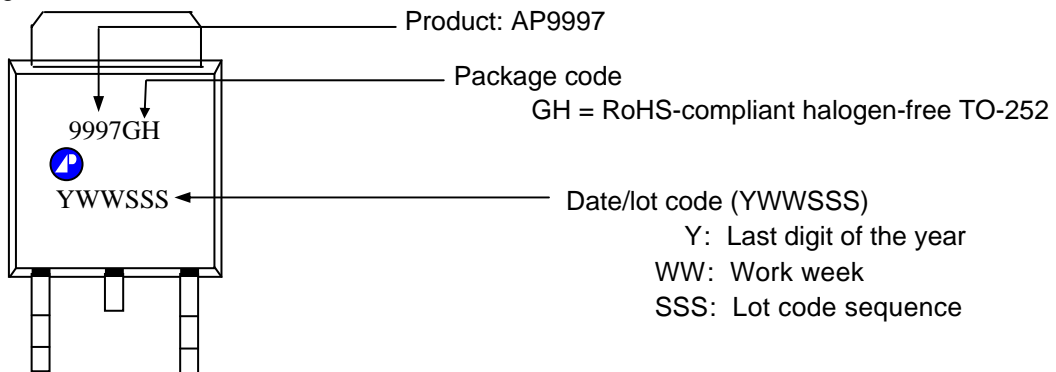 Product: AP9997
Package code
GH = RoHS-compliant halogen-free TO-252
9997GH
YWWSSS
Date/lot code (YWWSSS)
Y: Last digit of the year
WW: Work week
SSS: Lot code sequence